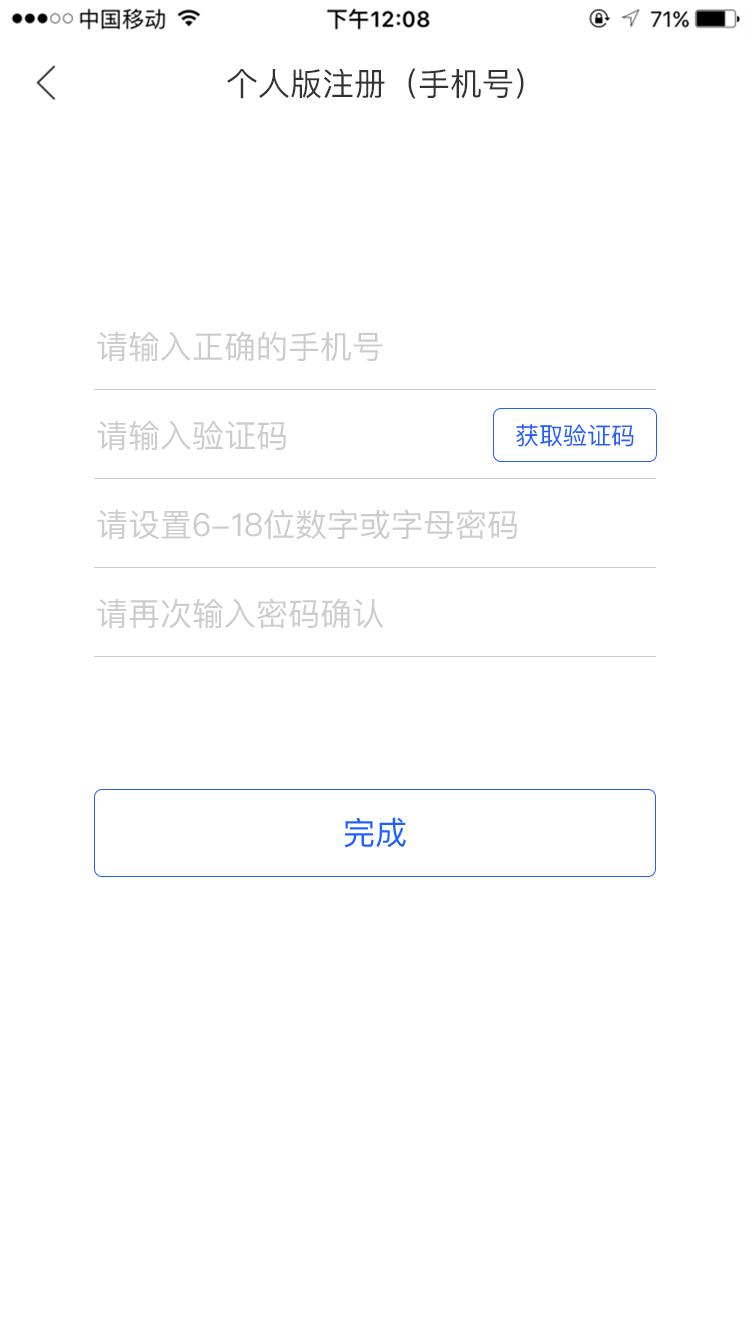 中国移动 下午12:08 71%
个人版注册（手机号）
请输入正确的手机号
请输入验证码 获取验证码
请设置6-18位数字或字母密码
请再次输入密码确认
完成